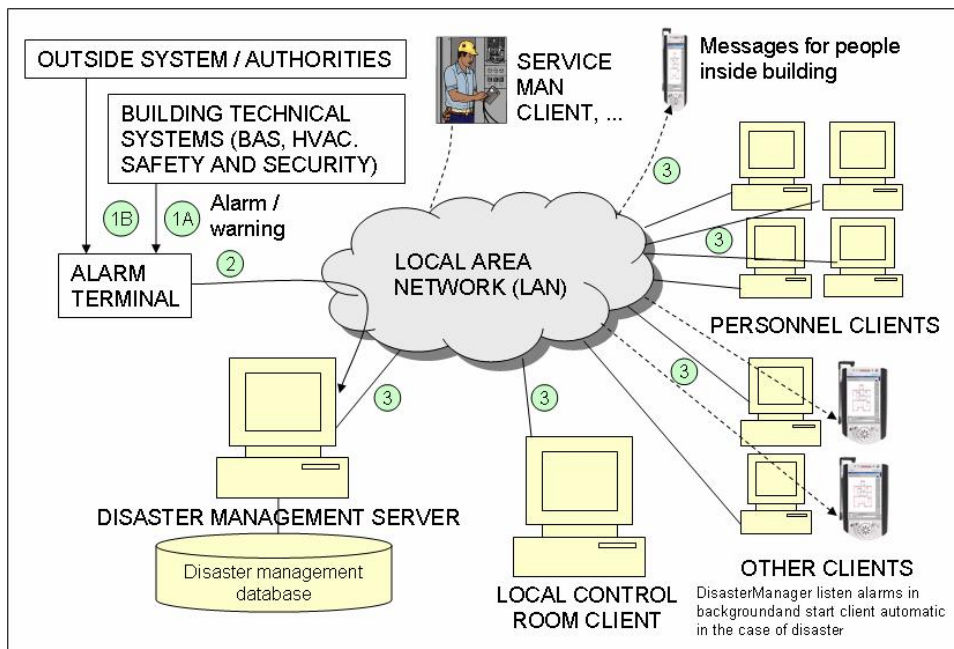 OUTSIDE SYSTEM / AUTHORITIES
BUILDING TECHNICAL
SYSTEMS (BAS, HVAC.
SAFETY AND SECURITY)
SERVICE
MAN
CLIENT, ...
Messages for people
inside building
3
1B
1A
Alarm /
warning
2
3
ALARM
TERMINAL
LOCAL AREA
NETWORK (LAN)
PERSONNEL CLIENTS
3
3
3
DISASTER MANAGEMENT SERVER
Disaster management
database
LOCAL CONTROL
ROOM CLIENT
OTHER CLIENTS
DisasterManager listen alarms in
backgroundand start client automatic
in the case of disaster